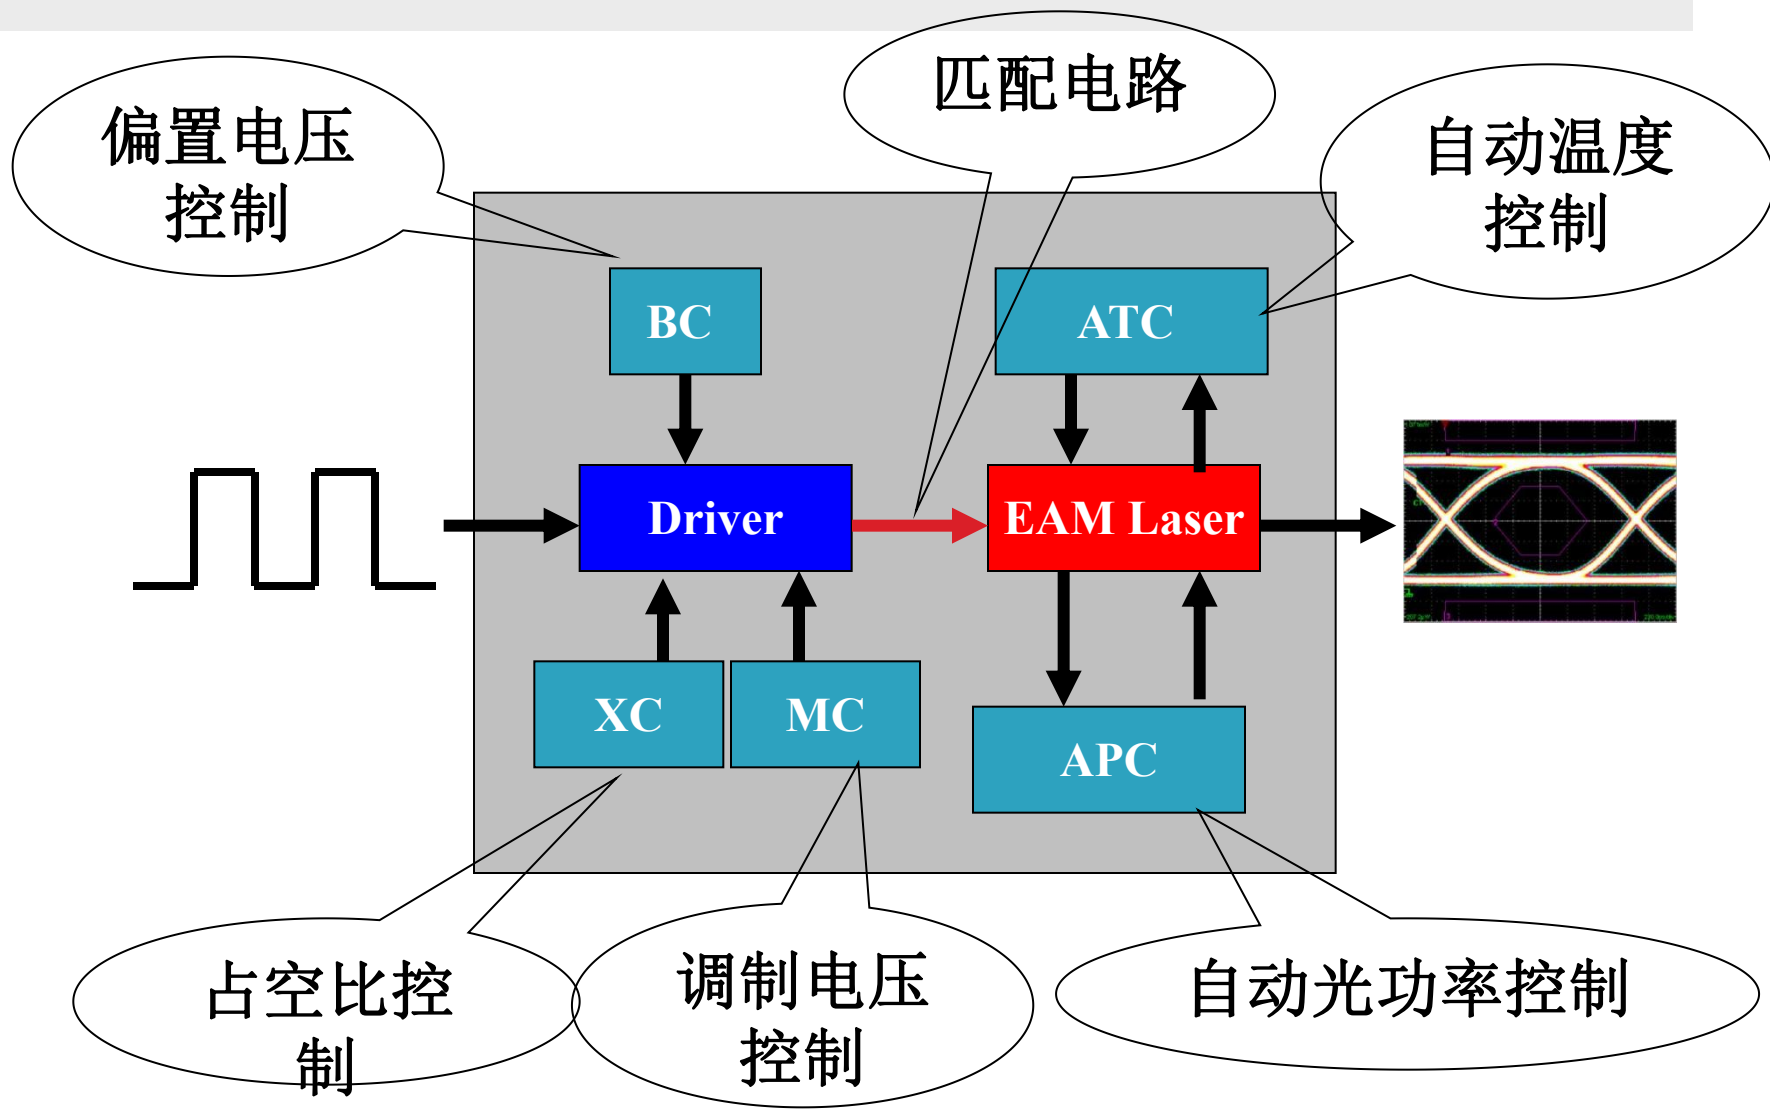 匹配电路
偏置电压
控制
自动温度
控制
BC
ATC
Driver
EAM Laser
XC
MC
APC
占空比控
制
调制电压
控制
自动光功率控制